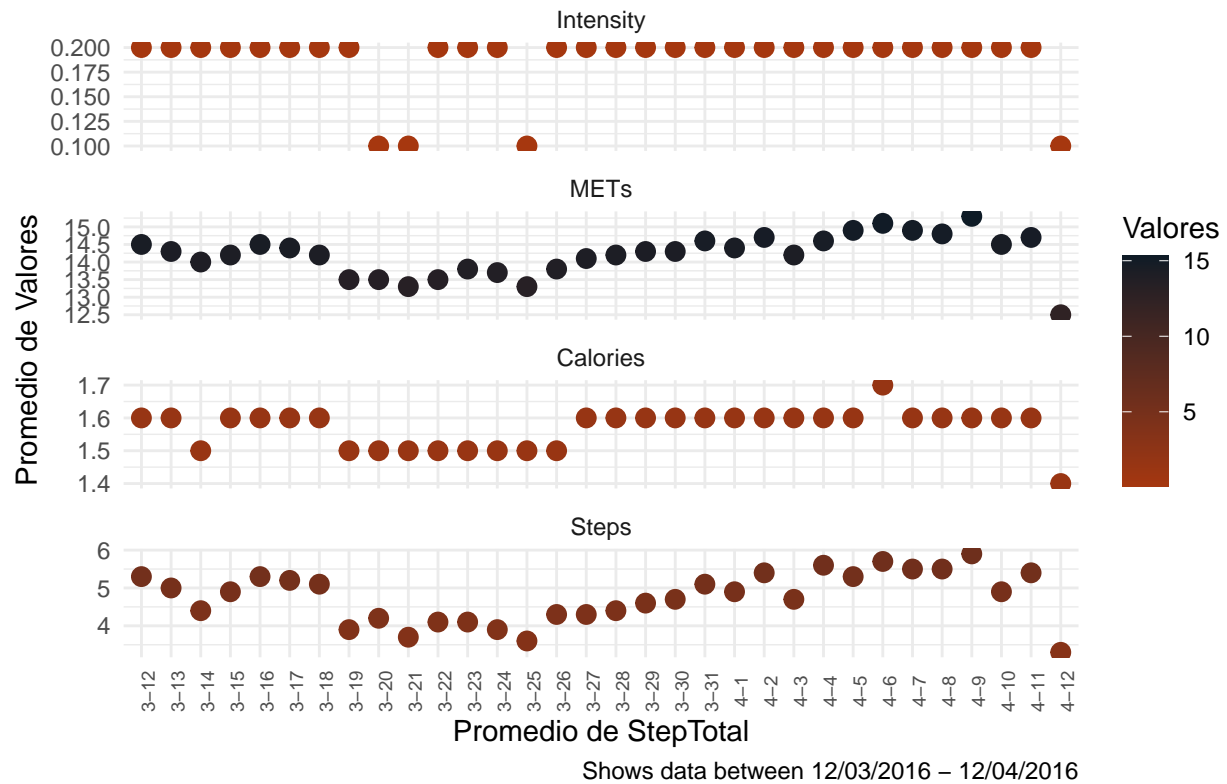 Intensity
0.200
0.175
0.150
0.125
0.100
METs
15.0
14.5
14.0
13.5
13.0
12.5
Calories
1.7
1.6
1.5
1.4
Steps
6
5
4
Promedio de Valores
3−12 3−13 3−14 3−15 3−16 3−17 3−18 3−19 3−20 3−21 3−22 3−23 3−24 3−25 3−26 3−27 3−28 3−29 3−30 3−31 4−1 4−2 4−3 4−4 4−5 4−6 4−7 4−8 4−9 4−10 4−11 4−12
Promedio de StepTotal
Shows data between 12/03/2016 − 12/04/2016
Valores
15
10
5